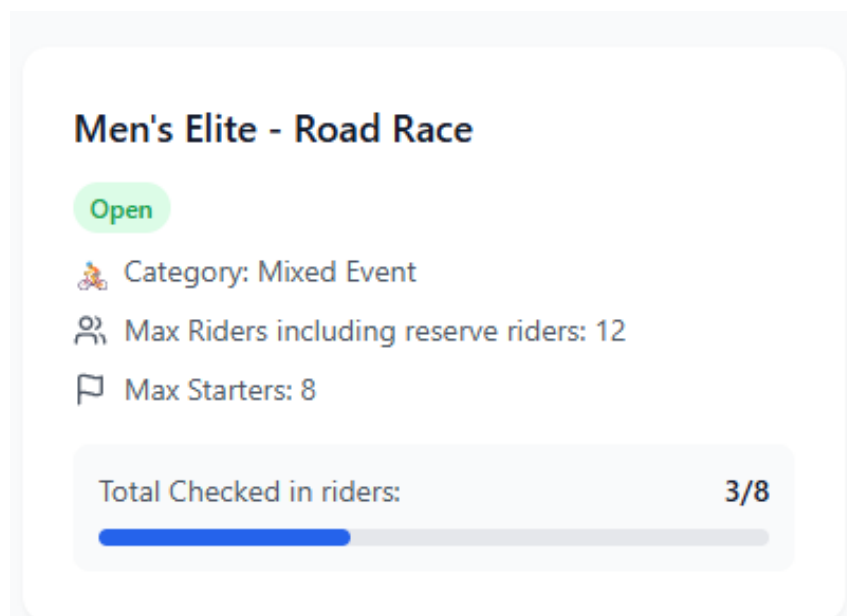 Men's Elite - Road Race
Open
Category: Mixed Event
Max Riders including reserve riders: 12
Max Starters: 8
Total Checked in riders: 3/8